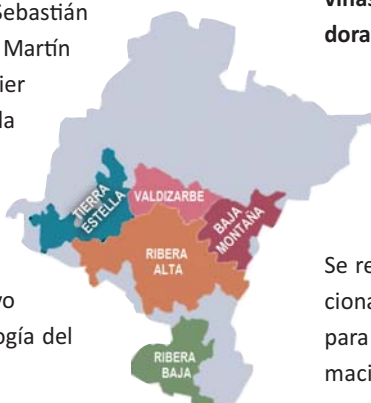 Sebastián
Martín
ier
la
vo
ogía del
TIERRA
ESTELLA
VALDIZARBE
BAJA
MONTAÑA
RIBERA
ALTA
RIBERA
BAJA
viñas
dora
Se re
ciona
para
maci